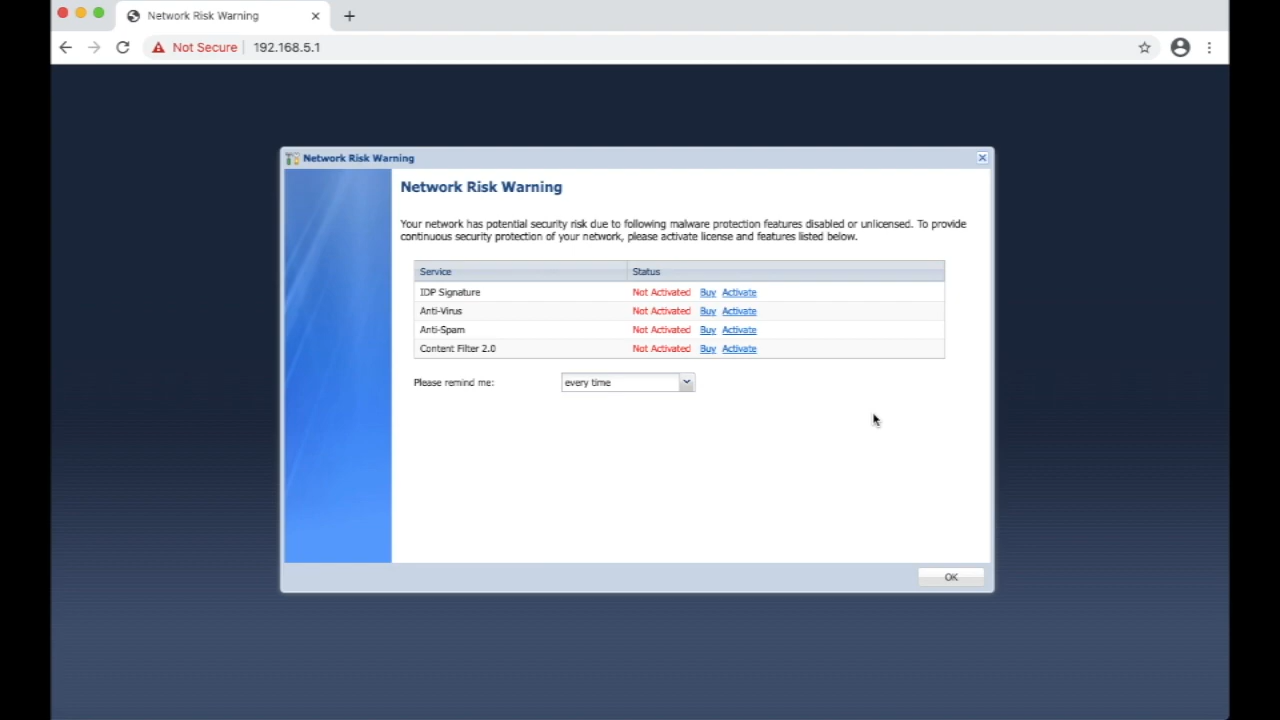 Network Risk Warning
Not Secure 192.168.5.1
Network Risk Warning
Network Risk Warning
Your network has potential security risk due to following malware protection features disabled or unlicensed. To provide
continuous security protection of your network, please activate license and features listed below.
Service Status
IDP Signature Not Activated Buy Activate
Anti-Virus Not Activated Buy Activate
Anti-Spam Not Activated Buy Activate
Content Filter 2.0 Not Activated Buy Activate
Please remind me: every time
OK